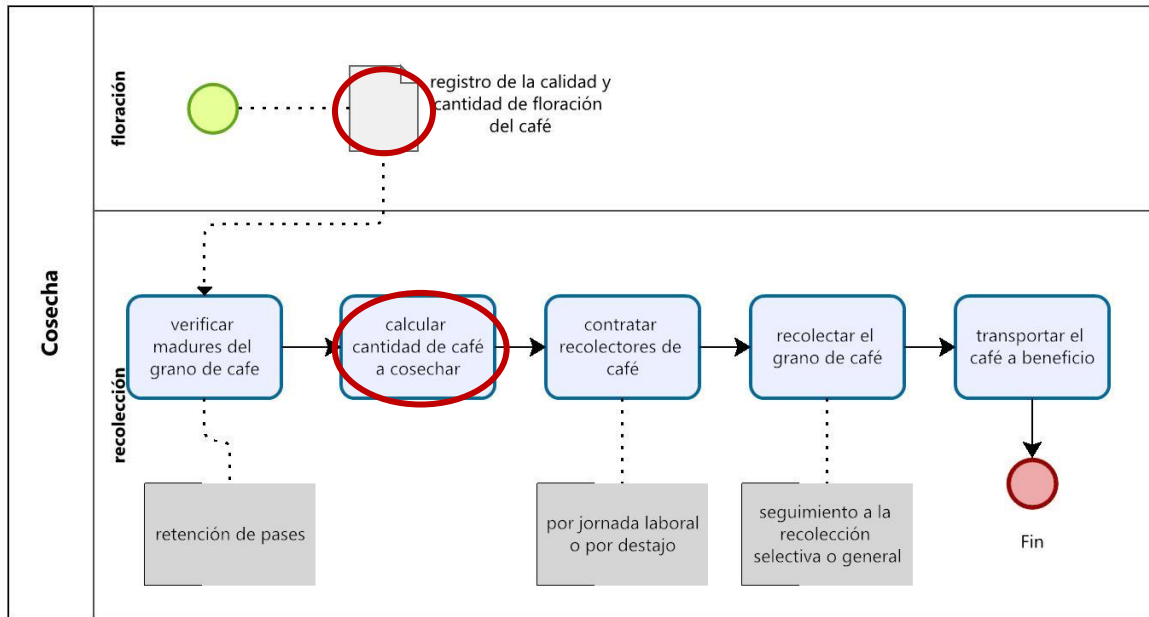 Cosecha
floración
registro de la calidad y
cantidad de floración
del café
recolección
verificar
madures del
grano de cafe
calcular
cantidad de café
a cosechar
contratar
recolectores de
café
recolectar el
grano de café
transportar el
café a beneficio
retención de pases
por jornada laboral
o por destajo
seguimiento a la
recolección
selectiva o general
Fin